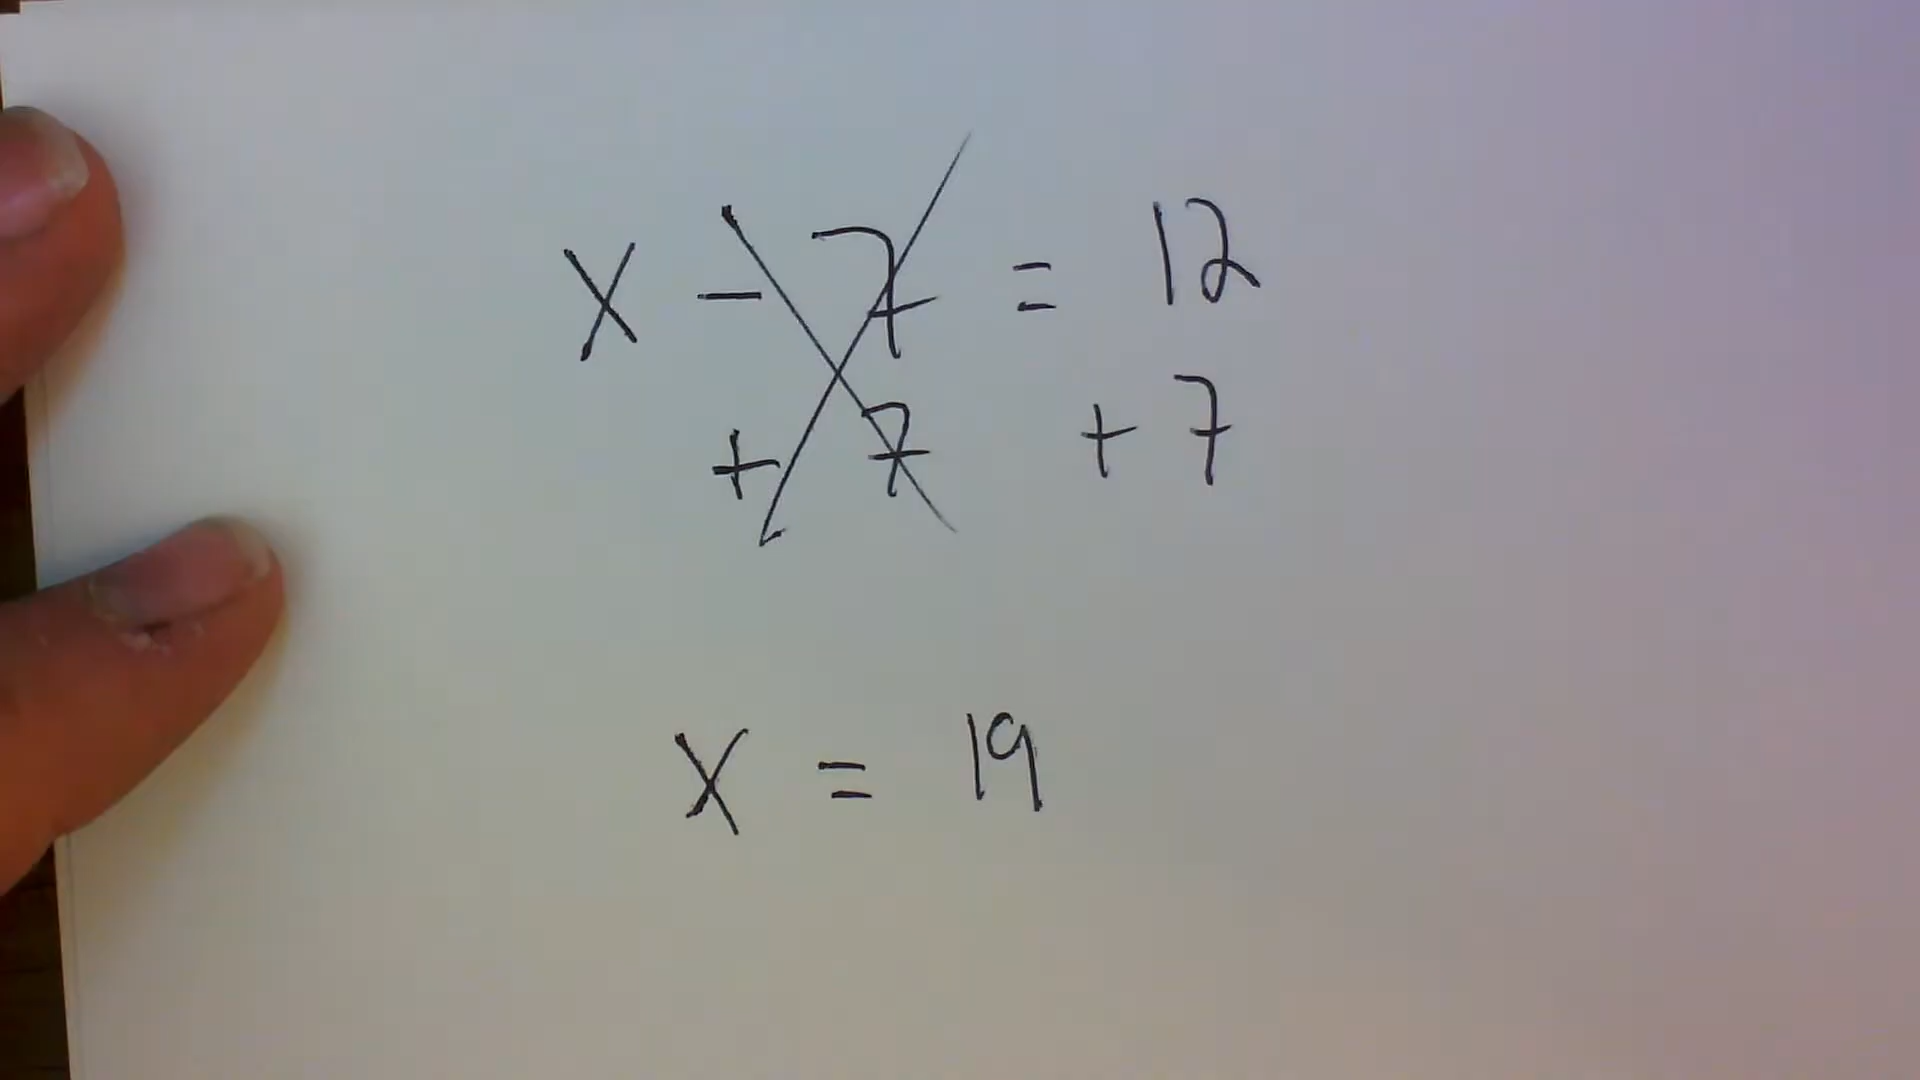 x - 7 = 12
+ 7 + 7
x = 19